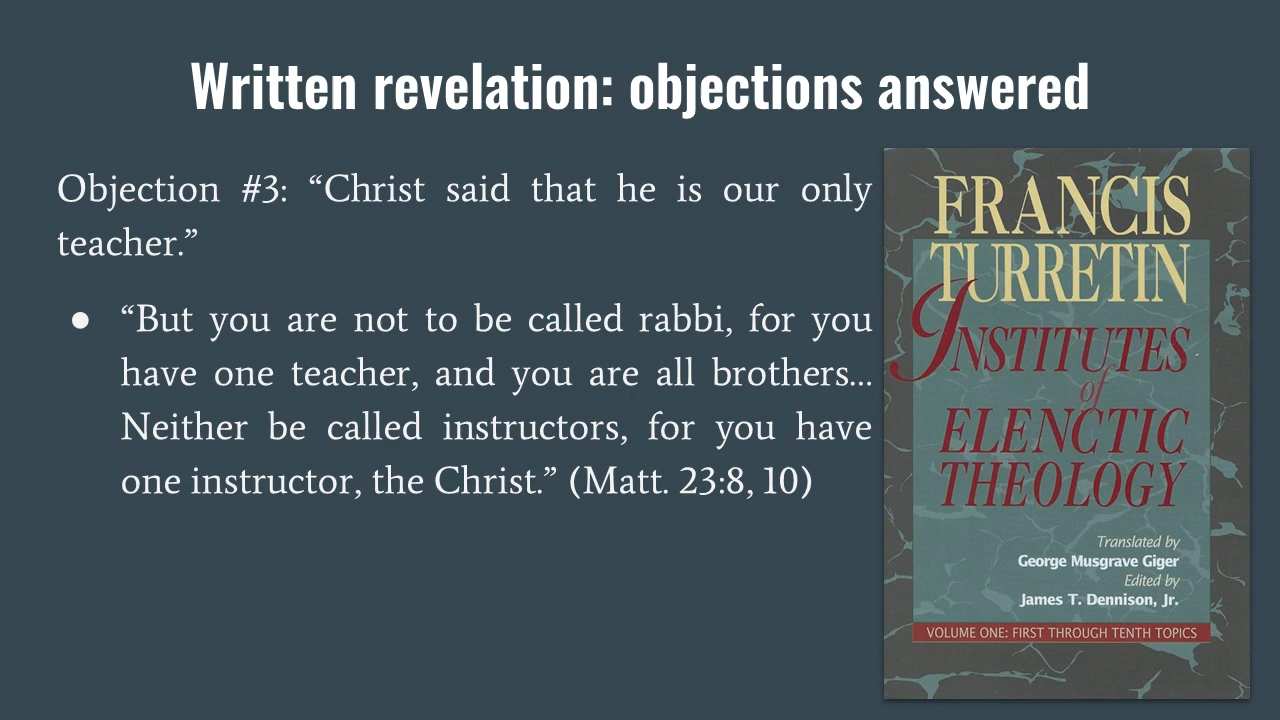 Written revelation: objections answered
Objection #3: “Christ said that he is our only
teacher.”
● “But you are not to be called rabbi, for you
have one teacher, and you are all brothers...
Neither be called instructors, for you have
one instructor, the Christ.” (Matt. 23:8, 10)
FRANCIS
TURRETIN
INSTITUTES
of
ELENCTIC
THEOLOGY
Translated by
George Musgrave Giger
Edited by
James T. Dennison, Jr.
VOLUME ONE: FIRST THROUGH TENTH TOPICS